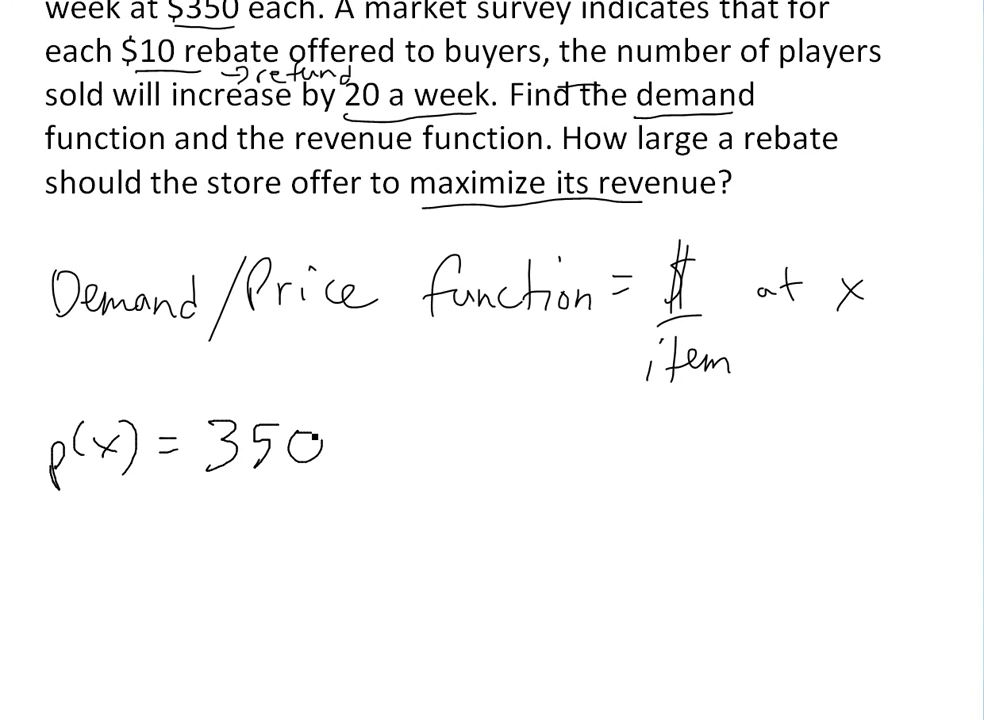 week at $350 each. A market survey indicates that for
each $10 rebate offered to buyers, the number of players
→ refund
sold will increase by 20 a week. Find the demand
function and the revenue function. How large a rebate
should the store offer to maximize its revenue?
Demand/Price function = $/item at x
p(x) = 350